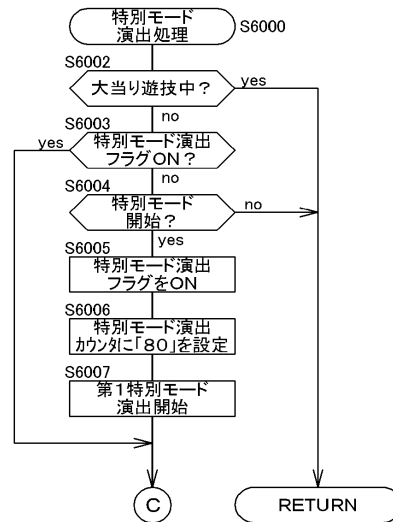 特別モード
演出処理
S6000
S6002
大当り遊技中？
yes
no
S6003
yes
特別モード演出
フラグON？
no
S6004
特別モード
開始？
no
yes
S6005
特別モード演出
フラグをON
S6006
特別モード演出
カウンタに「80」を設定
S6007
第1特別モード
演出開始
C
RETURN